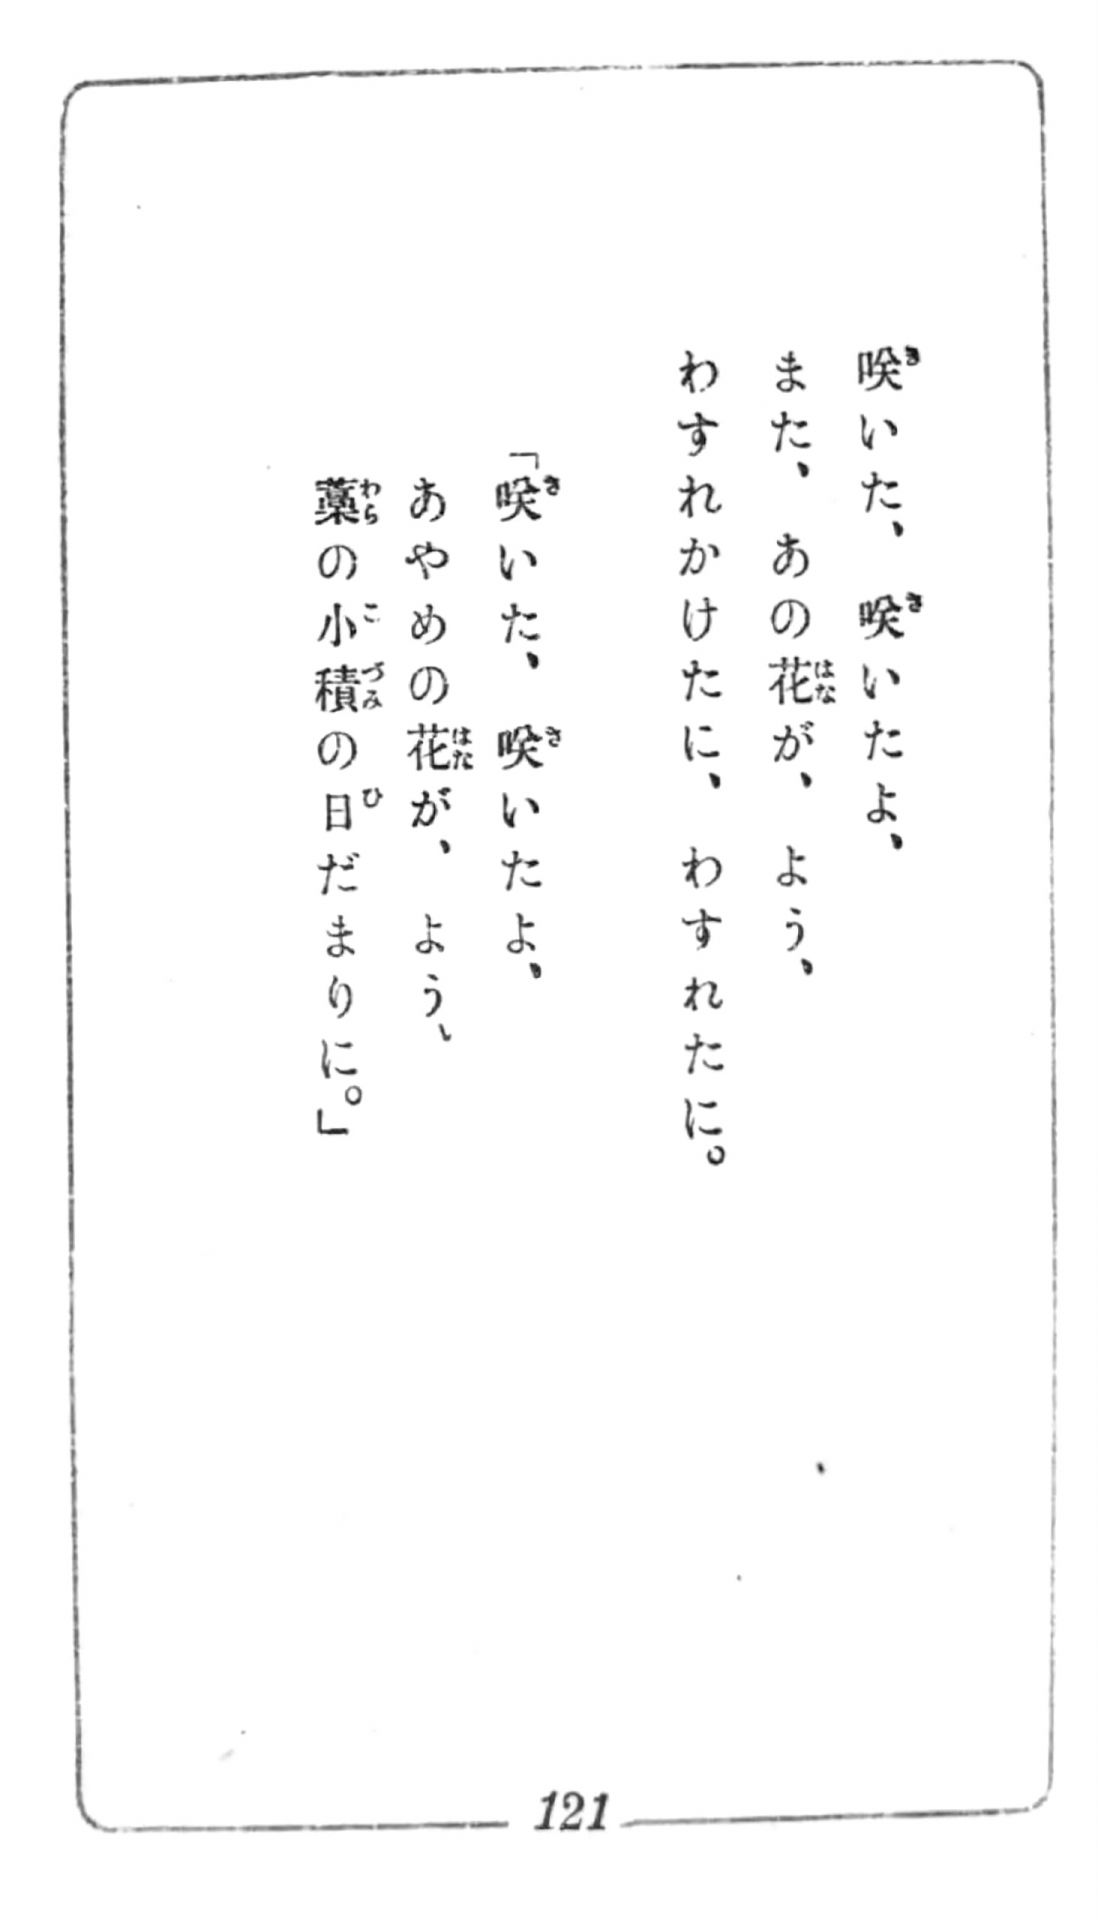 咲いた、咲いたよ、
また、あの花が、よう、
わすれかけたに、わすれたに。
「咲いた、咲いたよ、
あやめの花が、よう、
藁の小積の日だまりに。」
121